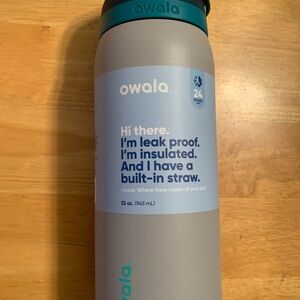 owala
owala
24
Hi there.
I'm leak proof.
I'm insulated.
And I have a
built-in straw.
I know. Where have I been all your life?
32 oz. (945 mL)
owala